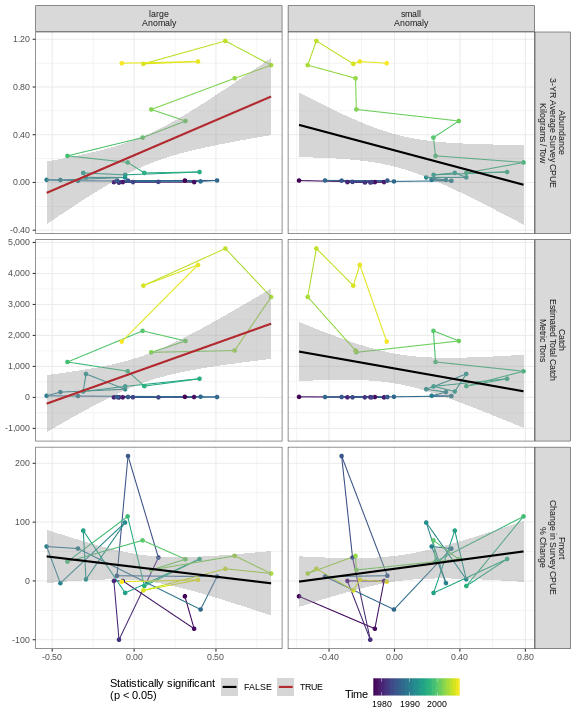 large
Anomaly
small
Anomaly
1.20
0.80
0.40
0.00
-0.40
Abundance
3-YR Average Survey CPUE
Kilograms / Tow
5,000
4,000
3,000
2,000
1,000
0
-1,000
Catch
Estimated Total Catch
Metric Tons
200
100
0
-100
Fmort
Change in Survey CPUE
% Change
-0.50
0.00
0.50
-0.40
0.00
0.40
0.80
Statistically significant
(p < 0.05)
FALSE
TRUE
Time
1980
1990
2000